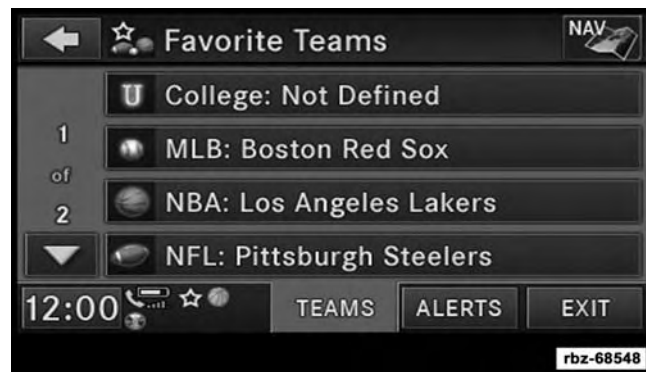 Favorite Teams
NAV
U College: Not Defined
1
of
2
MLB: Boston Red Sox
NBA: Los Angeles Lakers
NFL: Pittsburgh Steelers
12:00 TEAMS ALERTS EXIT
rbz-68548